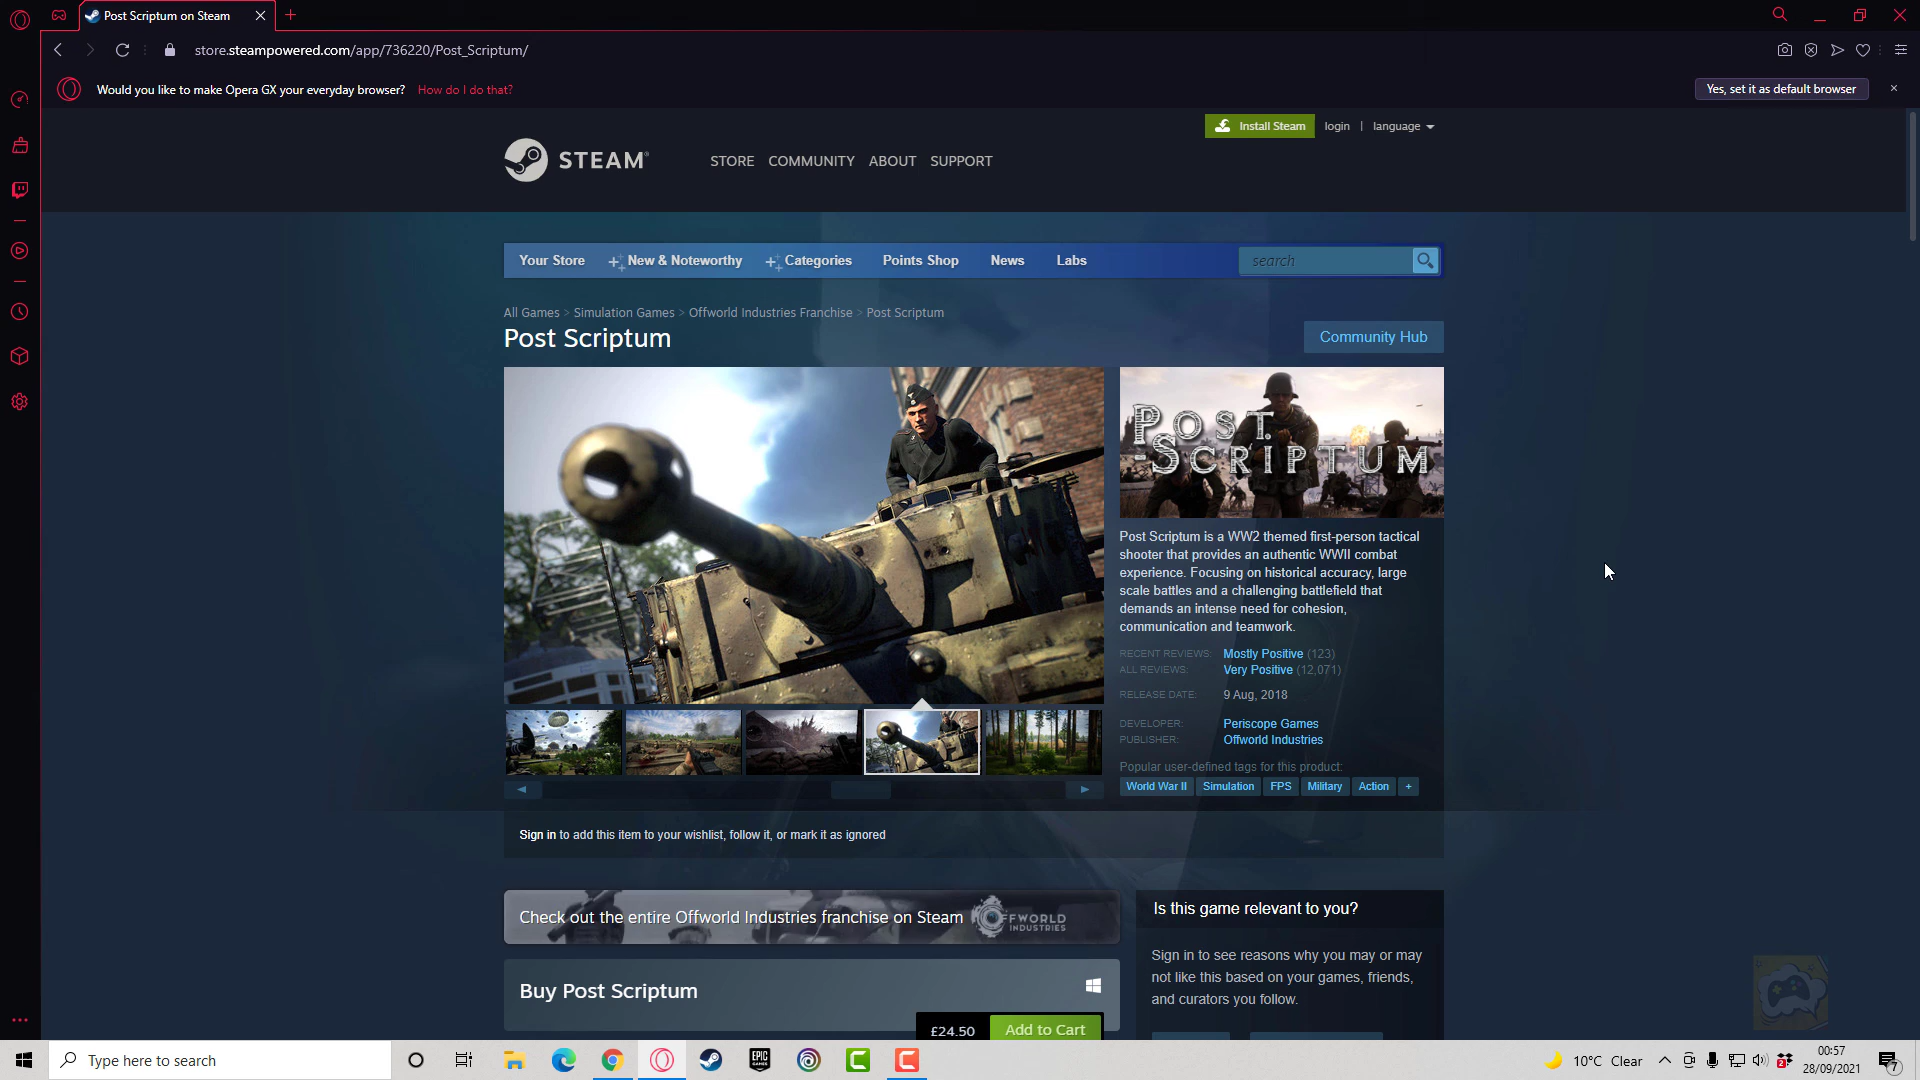 Post Scriptum on Steam
store.steampowered.com/app/736220/Post_Scriptum/
Would you like to make Opera GX your everyday browser? How do I do that?
Yes, set it as default browser
Install Steam login | language
STEAM®
STORE COMMUNITY ABOUT SUPPORT
Your Store New & Noteworthy Categories Points Shop News Labs search
All Games > Simulation Games > Offworld Industries Franchise > Post Scriptum
Post Scriptum
Community Hub
POST
SCRIPTUM
Post Scriptum is a WW2 themed first-person tactical
shooter that provides an authentic WWII combat
experience. Focusing on historical accuracy, large
scale battles and a challenging battlefield that
demands an intense need for cohesion,
communication and teamwork.
RECENT REVIEWS: Mostly Positive (123)
ALL REVIEWS: Very Positive (12,071)
RELEASE DATE: 9 Aug, 2018
DEVELOPER: Periscope Games
PUBLISHER: Offworld Industries
Popular user-defined tags for this product:
World War II Simulation FPS Military Action +
Sign in to add this item to your wishlist, follow it, or mark it as ignored
Check out the entire Offworld Industries franchise on Steam
OFFWORLD
INDUSTRIES
Is this game relevant to you?
Sign in to see reasons why you may or may
not like this based on your games, friends,
and curators you follow.
Buy Post Scriptum
£24.50 Add to Cart
Type here to search
EPIC
GAMES
10°C Clear
2
00:57
28/09/2021
7